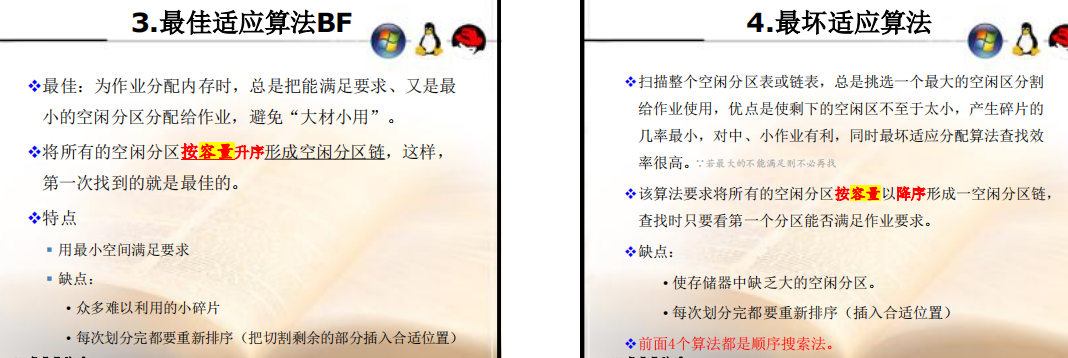 3.最佳适应算法BF
❖最佳：为作业分配内存时，总是把能满足要求、又是最
小的空闲分区分配给作业，避免“大材小用”。
❖将所有的空闲分区按容量升序形成空闲分区链，这样，
第一次找到的就是最佳的。
❖特点
▪ 用最小空间满足要求
▪ 缺点：
• 众多难以利用的小碎片
• 每次划分完都要重新排序（把切割剩余的部分插入合适位置）
4.最坏适应算法
❖扫描整个空闲分区表或链表，总是挑选一个最大的空闲区分割
给作业使用，优点是使剩下的空闲区不至于太小，产生碎片的
几率最小，对中、小作业有利，同时最坏适应分配算法查找效
率很高。∵若最大的不能满足则不必再找
❖该算法要求将所有的空闲分区按容量以降序形成一空闲分区链，
查找时只要看第一个分区能否满足作业要求。
❖缺点：
• 使存储器中缺乏大的空闲分区。
• 每次划分完都要重新排序（插入合适位置）
❖前面4个算法都是顺序搜索法。